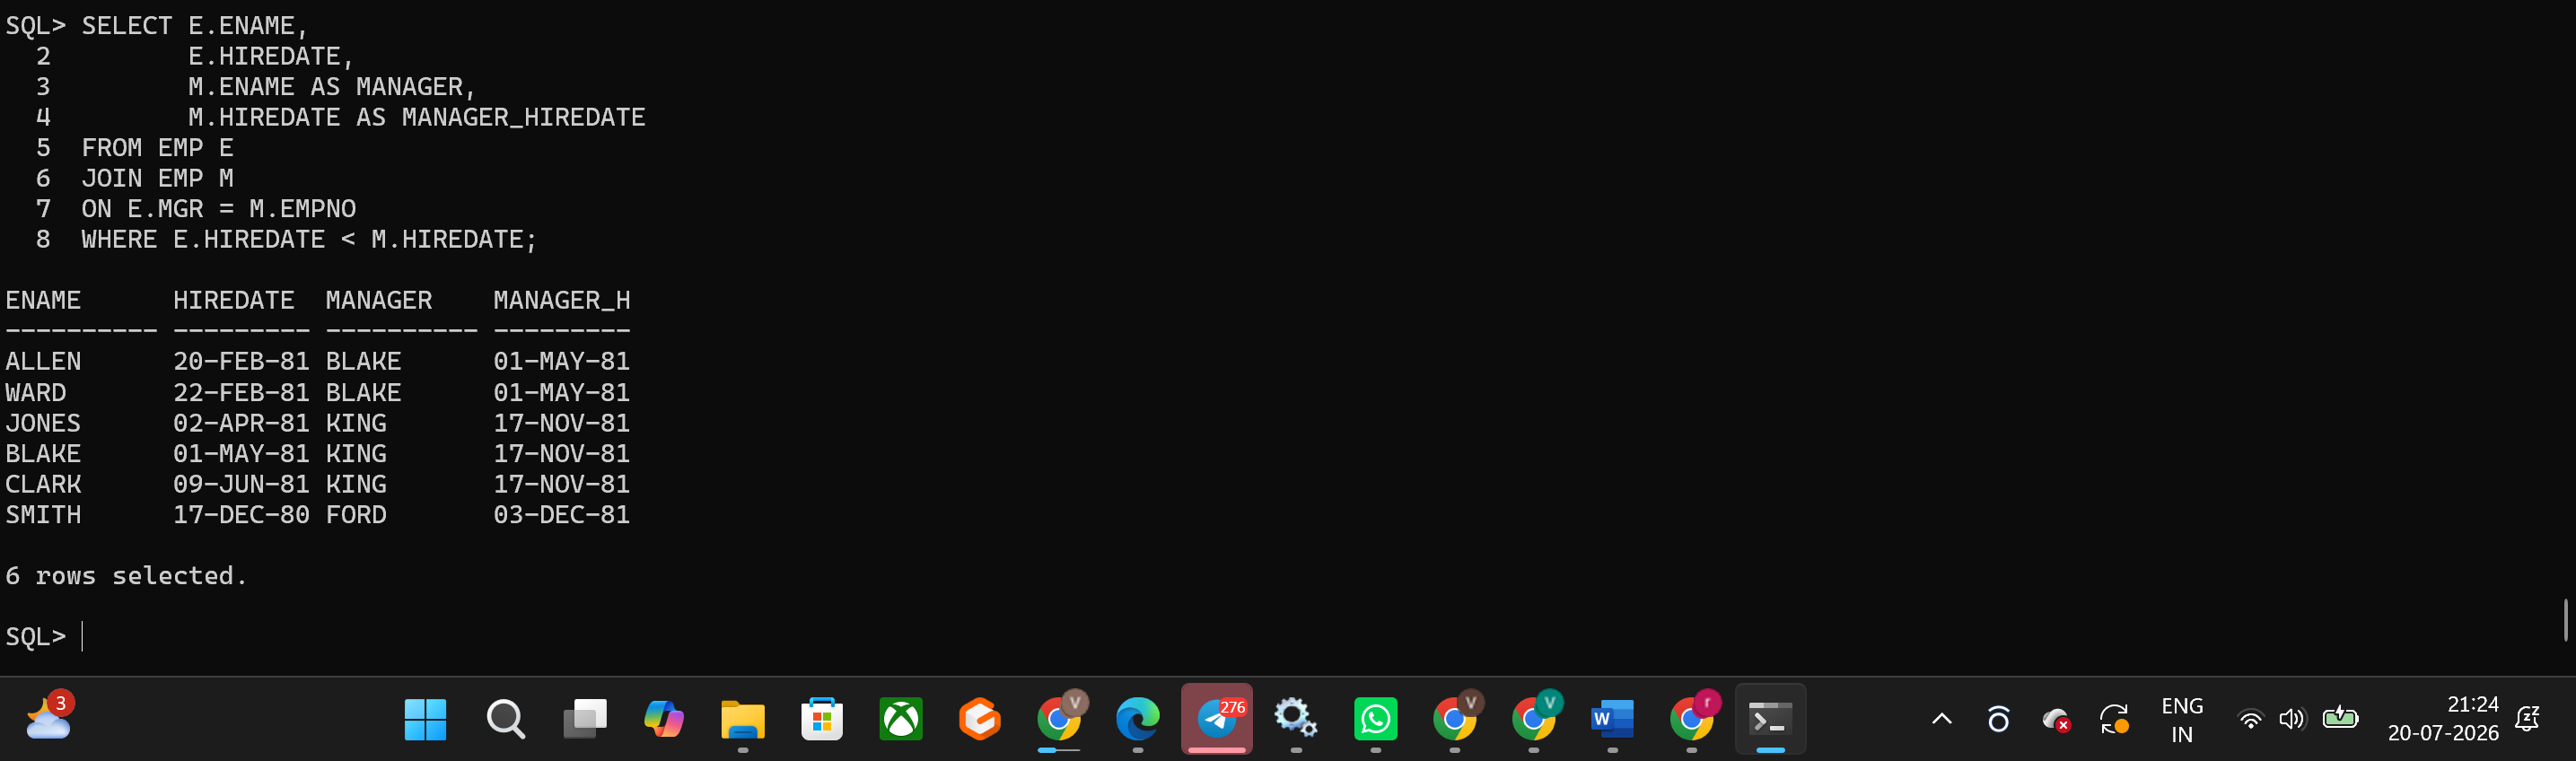 SQL> SELECT E.ENAME,
  2         E.HIREDATE,
  3         M.ENAME AS MANAGER,
  4         M.HIREDATE AS MANAGER_HIREDATE
  5  FROM EMP E
  6  JOIN EMP M
  7  ON E.MGR = M.EMPNO
  8  WHERE E.HIREDATE < M.HIREDATE;
ENAME      HIREDATE  MANAGER    MANAGER_H
---------- --------- ---------- ---------
ALLEN      20-FEB-81 BLAKE      01-MAY-81
WARD       22-FEB-81 BLAKE      01-MAY-81
JONES      02-APR-81 KING       17-NOV-81
BLAKE      01-MAY-81 KING       17-NOV-81
CLARK      09-JUN-81 KING       17-NOV-81
SMITH      17-DEC-80 FORD       03-DEC-81
6 rows selected.
SQL>
3
V
276
V
V
W
r
ENG
IN
21:24
20-07-2026